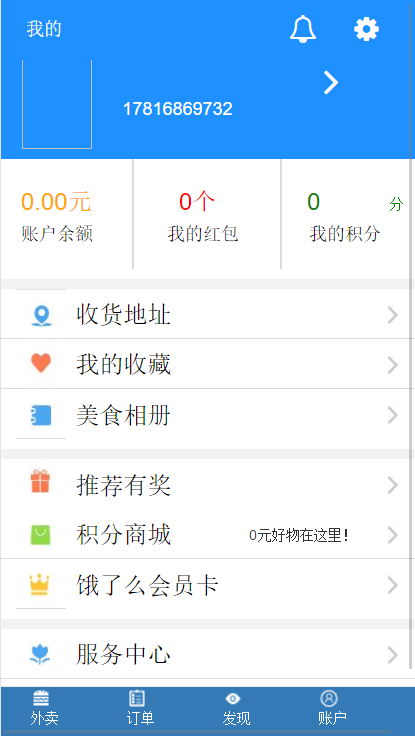 我的
17816869732
0.00元 0个 0 分
账户余额 我的红包 我的积分
收货地址
我的收藏
美食相册
推荐有奖
积分商城 0元好物在这里!
饿了么会员卡
服务中心
外卖 订单 发现 账户